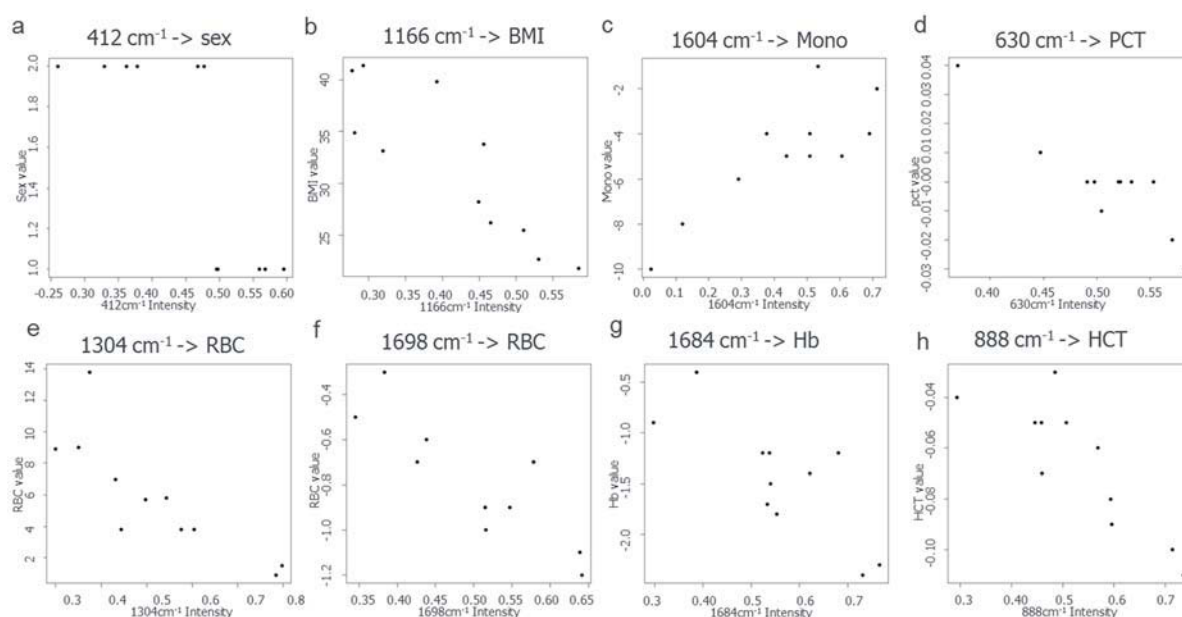 a
412 cm⁻¹ -> sex
Sex value
2.0
1.8
1.6
1.4
1.2
1.0
-0.25 0.30 0.35 0.40 0.45 0.50 0.55 0.60
412cm⁻¹ Intensity
b
1166 cm⁻¹ -> BMI
BMI value
40
35
30
25
0.30 0.35 0.40 0.45 0.50 0.55
1166cm⁻¹ Intensity
c
1604 cm⁻¹ -> Mono
Mono value
-2
-4
-6
-8
-10
0.0 0.1 0.2 0.3 0.4 0.5 0.6 0.7
1604cm⁻¹ Intensity
d
630 cm⁻¹ -> PCT
pct value
0.04
0.03
0.02
0.01
-0.00
-0.01
-0.02
-0.03
0.40 0.45 0.50 0.55
630cm⁻¹ Intensity
e
1304 cm⁻¹ -> RBC
RBC value
14
12
10
8
6
4
2
0.3 0.4 0.5 0.6 0.7 0.8
1304cm⁻¹ Intensity
f
1698 cm⁻¹ -> RBC
RBC value
-0.4
-0.6
-0.8
-1.0
-1.2
0.35 0.40 0.45 0.50 0.55 0.60 0.65
1698cm⁻¹ Intensity
g
1684 cm⁻¹ -> Hb
Hb value
-0.5
-1.0
-1.5
-2.0
0.3 0.4 0.5 0.6 0.7
1684cm⁻¹ Intensity
h
888 cm⁻¹ -> HCT
HCT value
-0.04
-0.06
-0.08
-0.10
0.3 0.4 0.5 0.6 0.7
888cm⁻¹ Intensity